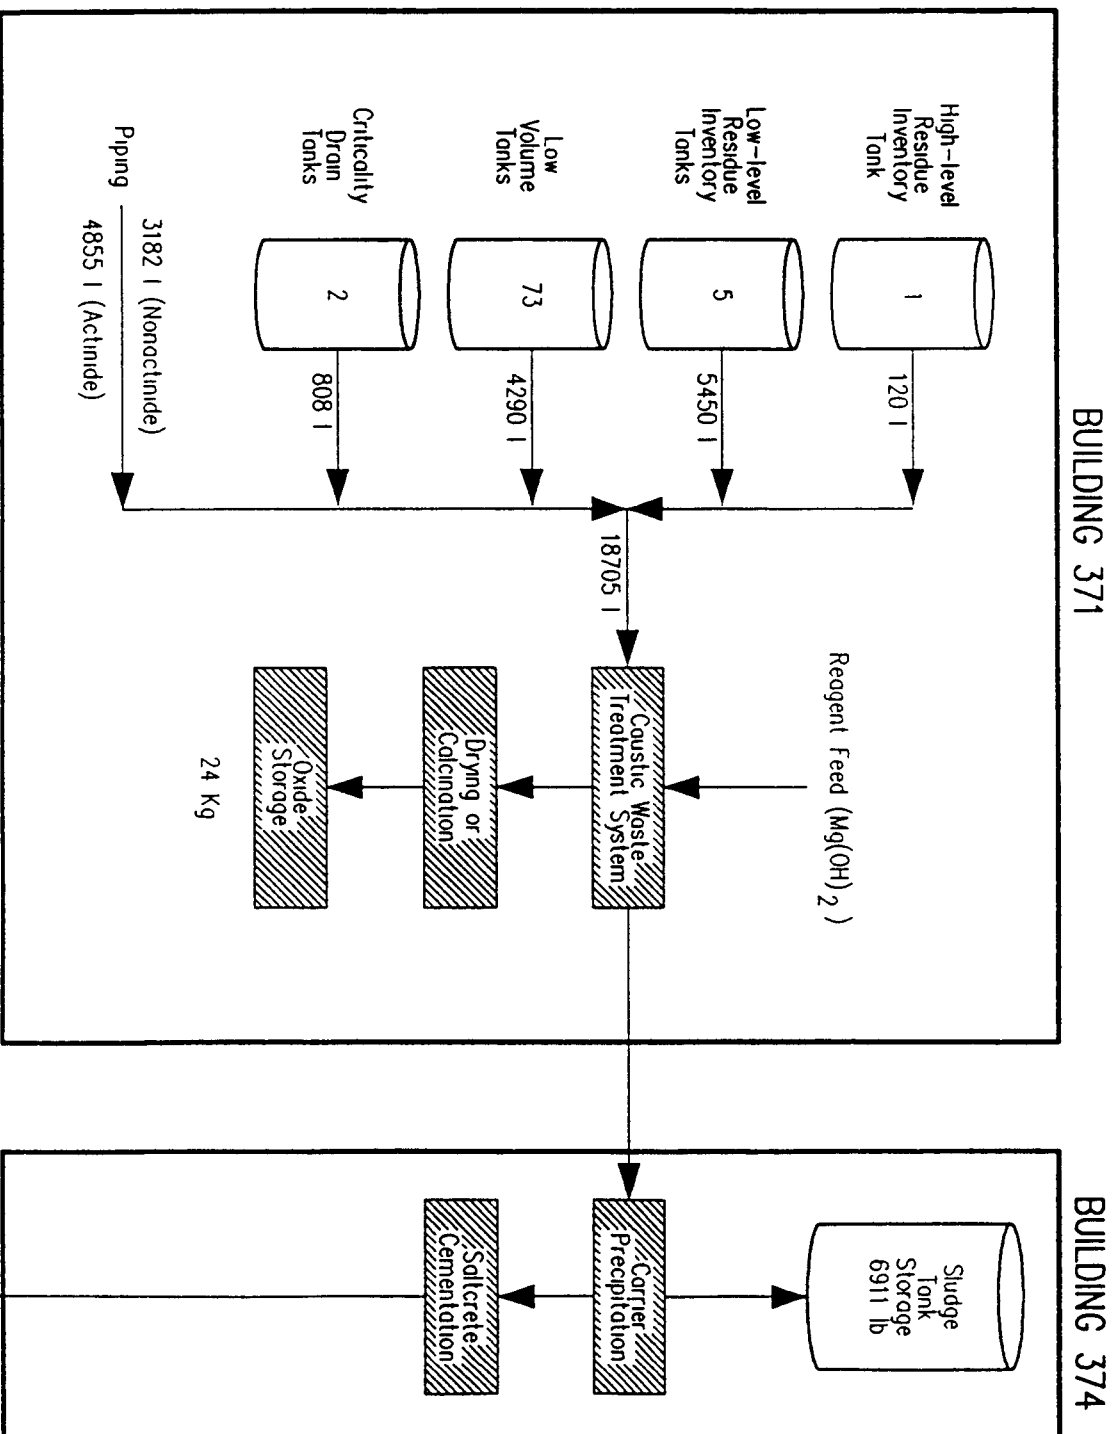 BUILDING 371
High-level
Residue
Inventory
Tank
1
120 l
Low-level
Residue
Inventory
Tanks
5
5450 l
Low
Volume
Tanks
73
4290 l
Criticality
Drain
Tanks
2
808 l
Piping
3182 l (Nonactinide)
4855 l (Actinide)
18705 l
Reagent Feed (Mg(OH)2)
Caustic Waste
Treatment System
Drying or
Calcination
Oxide
Storage
24 Kg
BUILDING 374
Sludge
Tank
Storage
6911 lb
Carrier
Precipitation
Saltcrete
Cementation